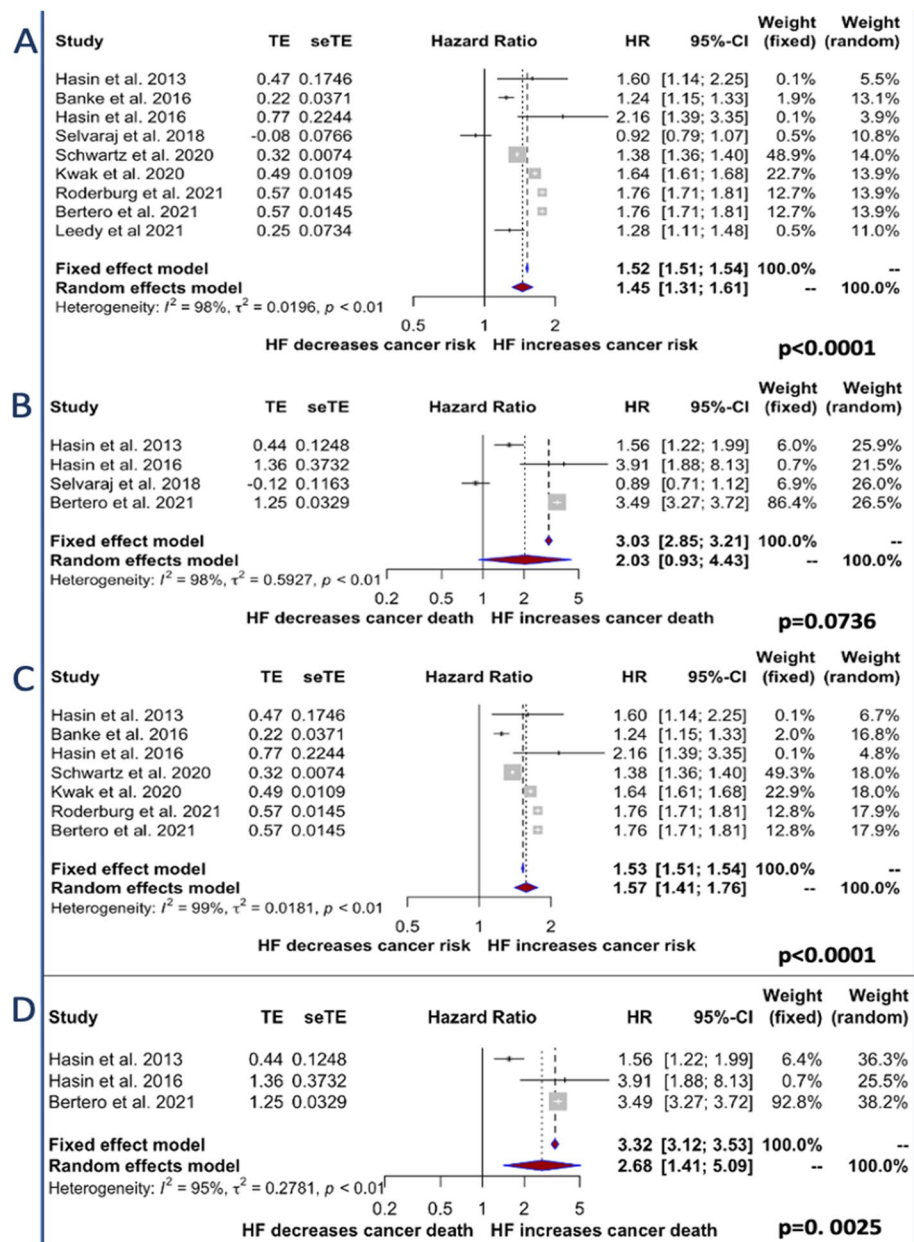 A
Weight Weight
Study TE seTE Hazard Ratio HR 95%-CI (fixed) (random)
Hasin et al. 2013 0.47 0.1746 1.60 [1.14; 2.25] 0.1% 5.5%
Banke et al. 2016 0.22 0.0371 1.24 [1.15; 1.33] 1.9% 13.1%
Hasin et al. 2016 0.77 0.2244 2.16 [1.39; 3.35] 0.1% 3.9%
Selvaraj et al. 2018 -0.08 0.0766 0.92 [0.79; 1.07] 0.5% 10.8%
Schwartz et al. 2020 0.32 0.0074 1.38 [1.36; 1.40] 48.9% 14.0%
Kwak et al. 2020 0.49 0.0109 1.64 [1.61; 1.68] 22.7% 13.9%
Roderburg et al. 2021 0.57 0.0145 1.76 [1.71; 1.81] 12.7% 13.9%
Bertero et al. 2021 0.57 0.0145 1.76 [1.71; 1.81] 12.7% 13.9%
Leedy et al 2021 0.25 0.0734 1.28 [1.11; 1.48] 0.5% 11.0%
Fixed effect model 1.52 [1.51; 1.54] 100.0% --
Random effects model 1.45 [1.31; 1.61] -- 100.0%
Heterogeneity: I² = 98%, τ² = 0.0196, p < 0.01
0.5 1 2
HF decreases cancer risk HF increases cancer risk
p<0.0001
B
Weight Weight
Study TE seTE Hazard Ratio HR 95%-CI (fixed) (random)
Hasin et al. 2013 0.44 0.1248 1.56 [1.22; 1.99] 6.0% 25.9%
Hasin et al. 2016 1.36 0.3732 3.91 [1.88; 8.13] 0.7% 21.5%
Selvaraj et al. 2018 -0.12 0.1163 0.89 [0.71; 1.12] 6.9% 26.0%
Bertero et al. 2021 1.25 0.0329 3.49 [3.27; 3.72] 86.4% 26.5%
Fixed effect model 3.03 [2.85; 3.21] 100.0% --
Random effects model 2.03 [0.93; 4.43] -- 100.0%
Heterogeneity: I² = 98%, τ² = 0.5927, p < 0.01
0.2 0.5 1 2 5
HF decreases cancer death HF increases cancer death
p=0.0736
C
Weight Weight
Study TE seTE Hazard Ratio HR 95%-CI (fixed) (random)
Hasin et al. 2013 0.47 0.1746 1.60 [1.14; 2.25] 0.1% 6.7%
Banke et al. 2016 0.22 0.0371 1.24 [1.15; 1.33] 2.0% 16.8%
Hasin et al. 2016 0.77 0.2244 2.16 [1.39; 3.35] 0.1% 4.8%
Schwartz et al. 2020 0.32 0.0074 1.38 [1.36; 1.40] 49.3% 18.0%
Kwak et al. 2020 0.49 0.0109 1.64 [1.61; 1.68] 22.9% 18.0%
Roderburg et al. 2021 0.57 0.0145 1.76 [1.71; 1.81] 12.8% 17.9%
Bertero et al. 2021 0.57 0.0145 1.76 [1.71; 1.81] 12.8% 17.9%
Fixed effect model 1.53 [1.51; 1.54] 100.0% --
Random effects model 1.57 [1.41; 1.76] -- 100.0%
Heterogeneity: I² = 99%, τ² = 0.0181, p < 0.01
0.5 1 2
HF decreases cancer risk HF increases cancer risk
p<0.0001
D
Weight Weight
Study TE seTE Hazard Ratio HR 95%-CI (fixed) (random)
Hasin et al. 2013 0.44 0.1248 1.56 [1.22; 1.99] 6.4% 36.3%
Hasin et al. 2016 1.36 0.3732 3.91 [1.88; 8.13] 0.7% 25.5%
Bertero et al. 2021 1.25 0.0329 3.49 [3.27; 3.72] 92.8% 38.2%
Fixed effect model 3.32 [3.12; 3.53] 100.0% --
Random effects model 2.68 [1.41; 5.09] -- 100.0%
Heterogeneity: I² = 95%, τ² = 0.2781, p < 0.01
0.2 0.5 1 2 5
HF decreases cancer death HF increases cancer death
p=0. 0025